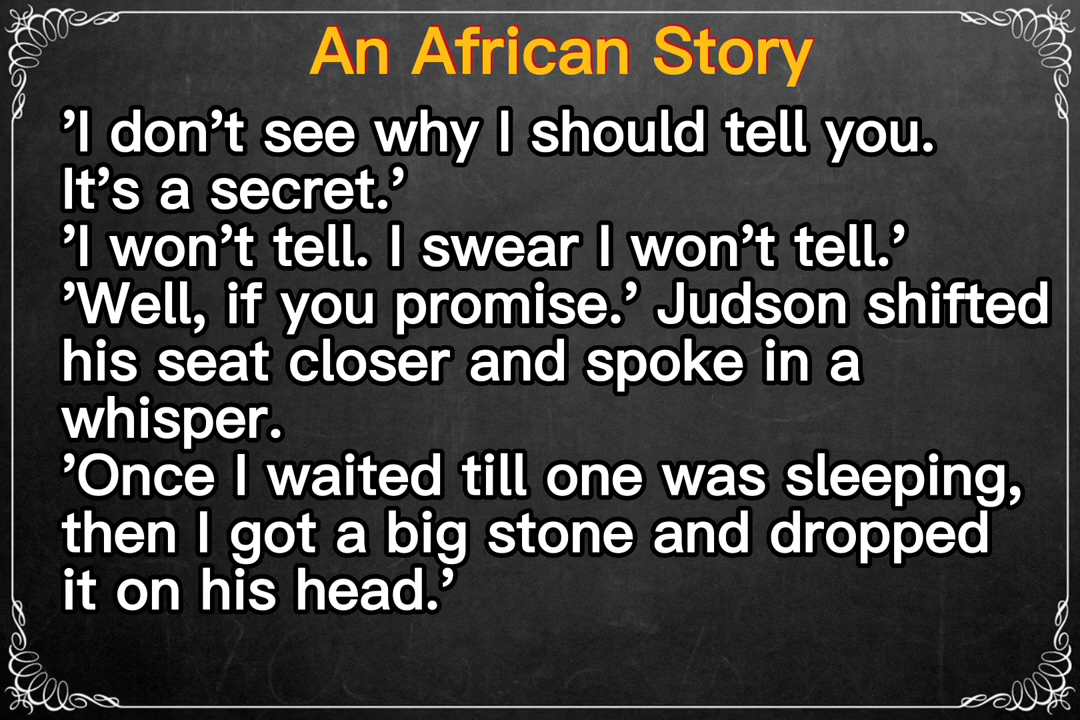 An African Story
’I don’t see why I should tell you.
It’s a secret.’
’I won’t tell. I swear I won’t tell.’
’Well, if you promise.’ Judson shifted
his seat closer and spoke in a
whisper.
’Once I waited till one was sleeping,
then I got a big stone and dropped
it on his head.’